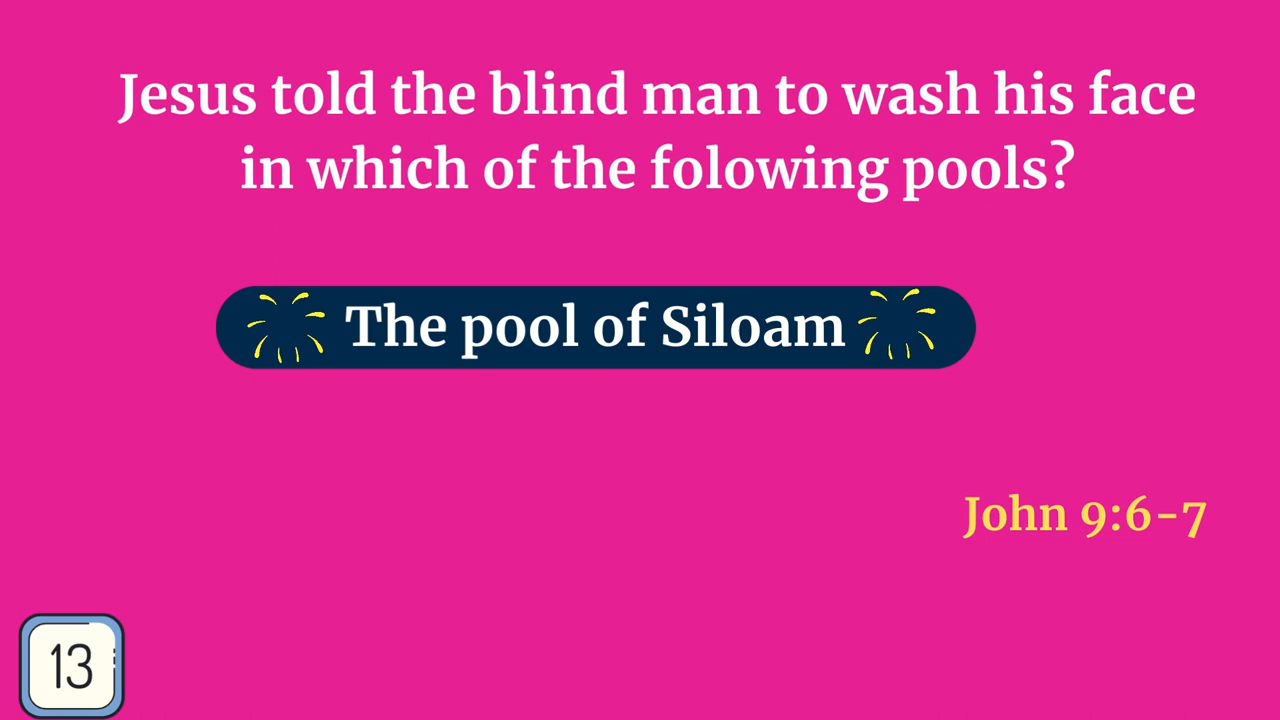 Jesus told the blind man to wash his face
in which of the folowing pools?
The pool of Siloam
John 9:6-7
13